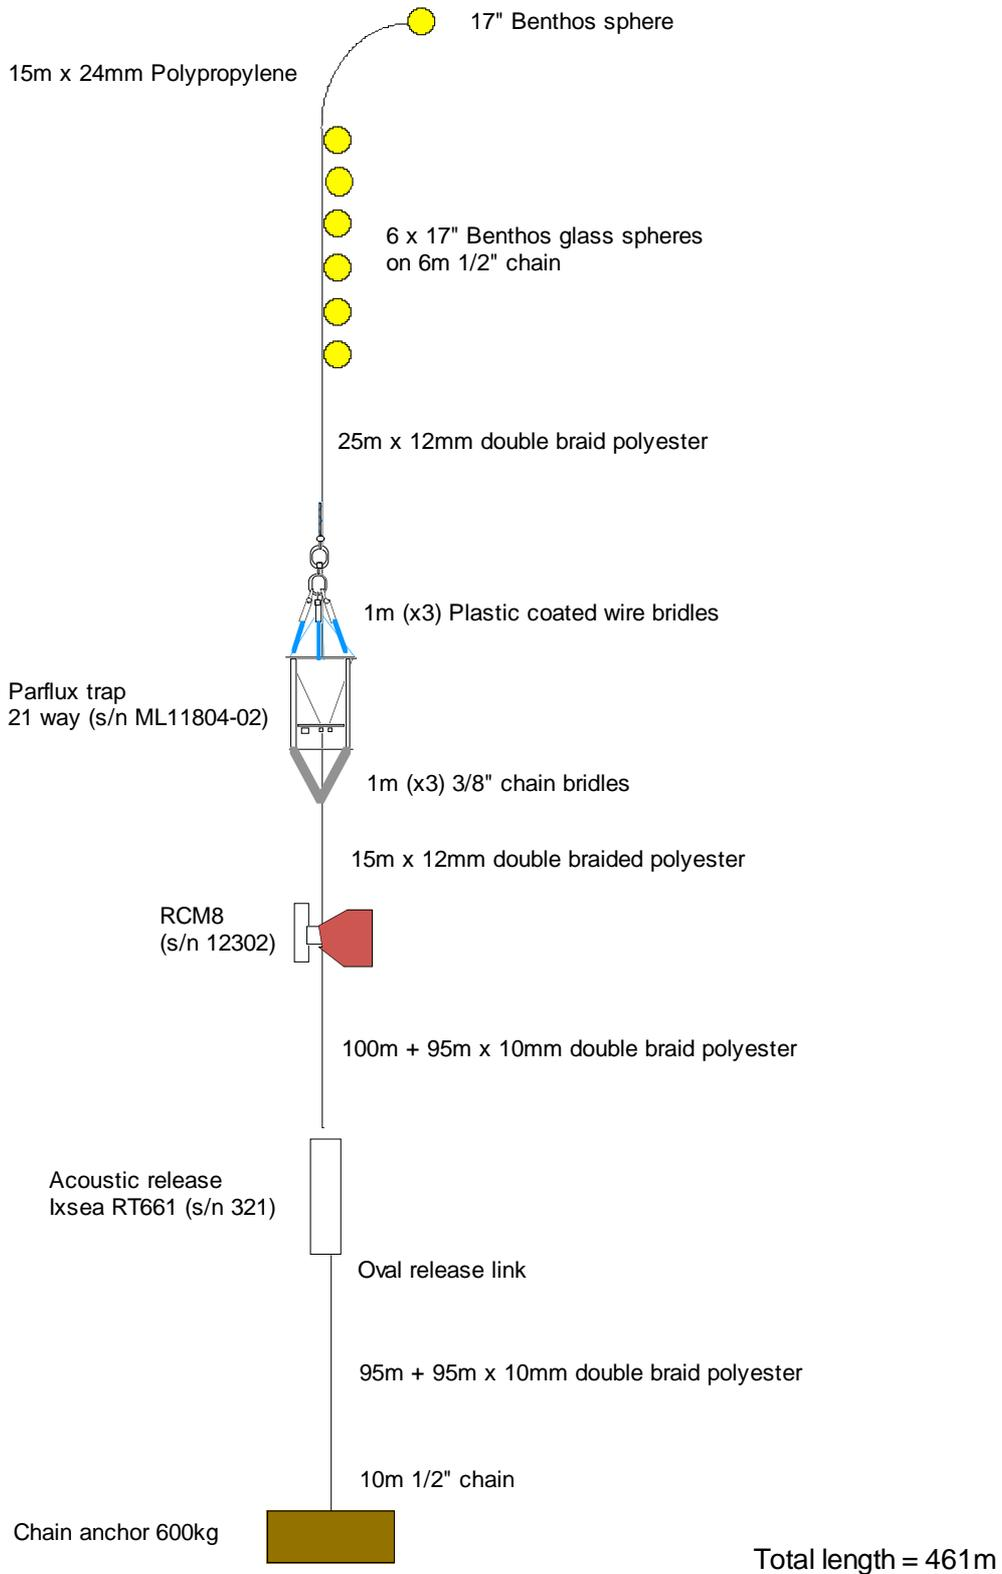 17" Benthos sphere
15m x 24mm Polypropylene
6 x 17" Benthos glass spheres
on 6m 1/2" chain
25m x 12mm double braid polyester
1m (x3) Plastic coated wire bridles
Parflux trap
21 way (s/n ML11804-02)
1m (x3) 3/8" chain bridles
15m x 12mm double braided polyester
RCM8
(s/n 12302)
100m + 95m x 10mm double braid polyester
Acoustic release
Ixsea RT661 (s/n 321)
Oval release link
95m + 95m x 10mm double braid polyester
10m 1/2" chain
Chain anchor 600kg
Total length = 461m